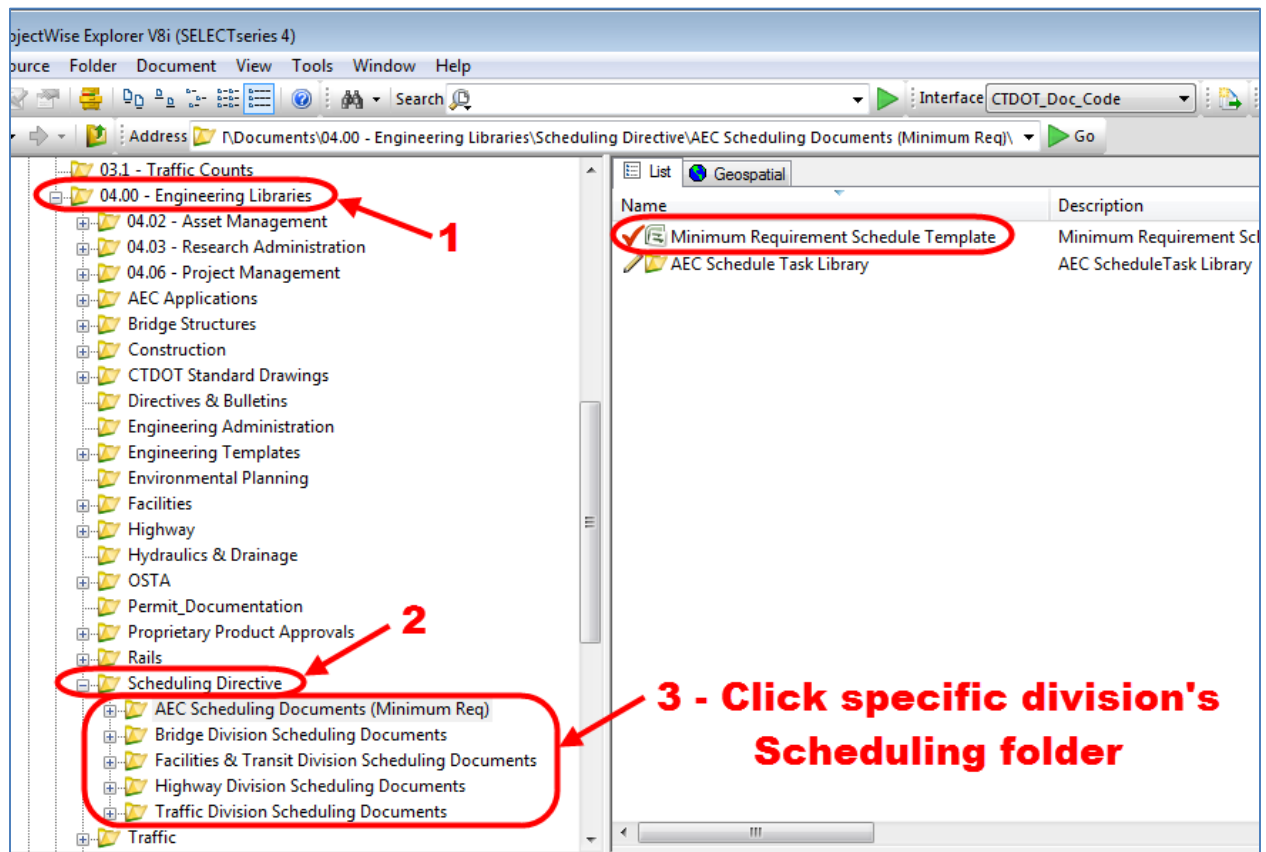 ojectWise Explorer V8i (SELECTseries 4)
ource Folder Document View Tools Window Help
Search Interface CTDOT_Doc_Code
Address \Documents\04.00 - Engineering Libraries\Scheduling Directive\AEC Scheduling Documents (Minimum Req)\ Go
03.1 - Traffic Counts
04.00 - Engineering Libraries
1
04.02 - Asset Management
04.03 - Research Administration
04.06 - Project Management
AEC Applications
Bridge Structures
Construction
CTDOT Standard Drawings
Directives & Bulletins
Engineering Administration
Engineering Templates
Environmental Planning
Facilities
Highway
Hydraulics & Drainage
OSTA
Permit_Documentation
2
Proprietary Product Approvals
Rails
Scheduling Directive
AEC Scheduling Documents (Minimum Req)
Bridge Division Scheduling Documents
Facilities & Transit Division Scheduling Documents
Highway Division Scheduling Documents
Traffic Division Scheduling Documents
Traffic
List Geospatial
Name Description
Minimum Requirement Schedule Template Minimum Requirement Sc
AEC Schedule Task Library AEC ScheduleTask Library
3 - Click specific division's
Scheduling folder